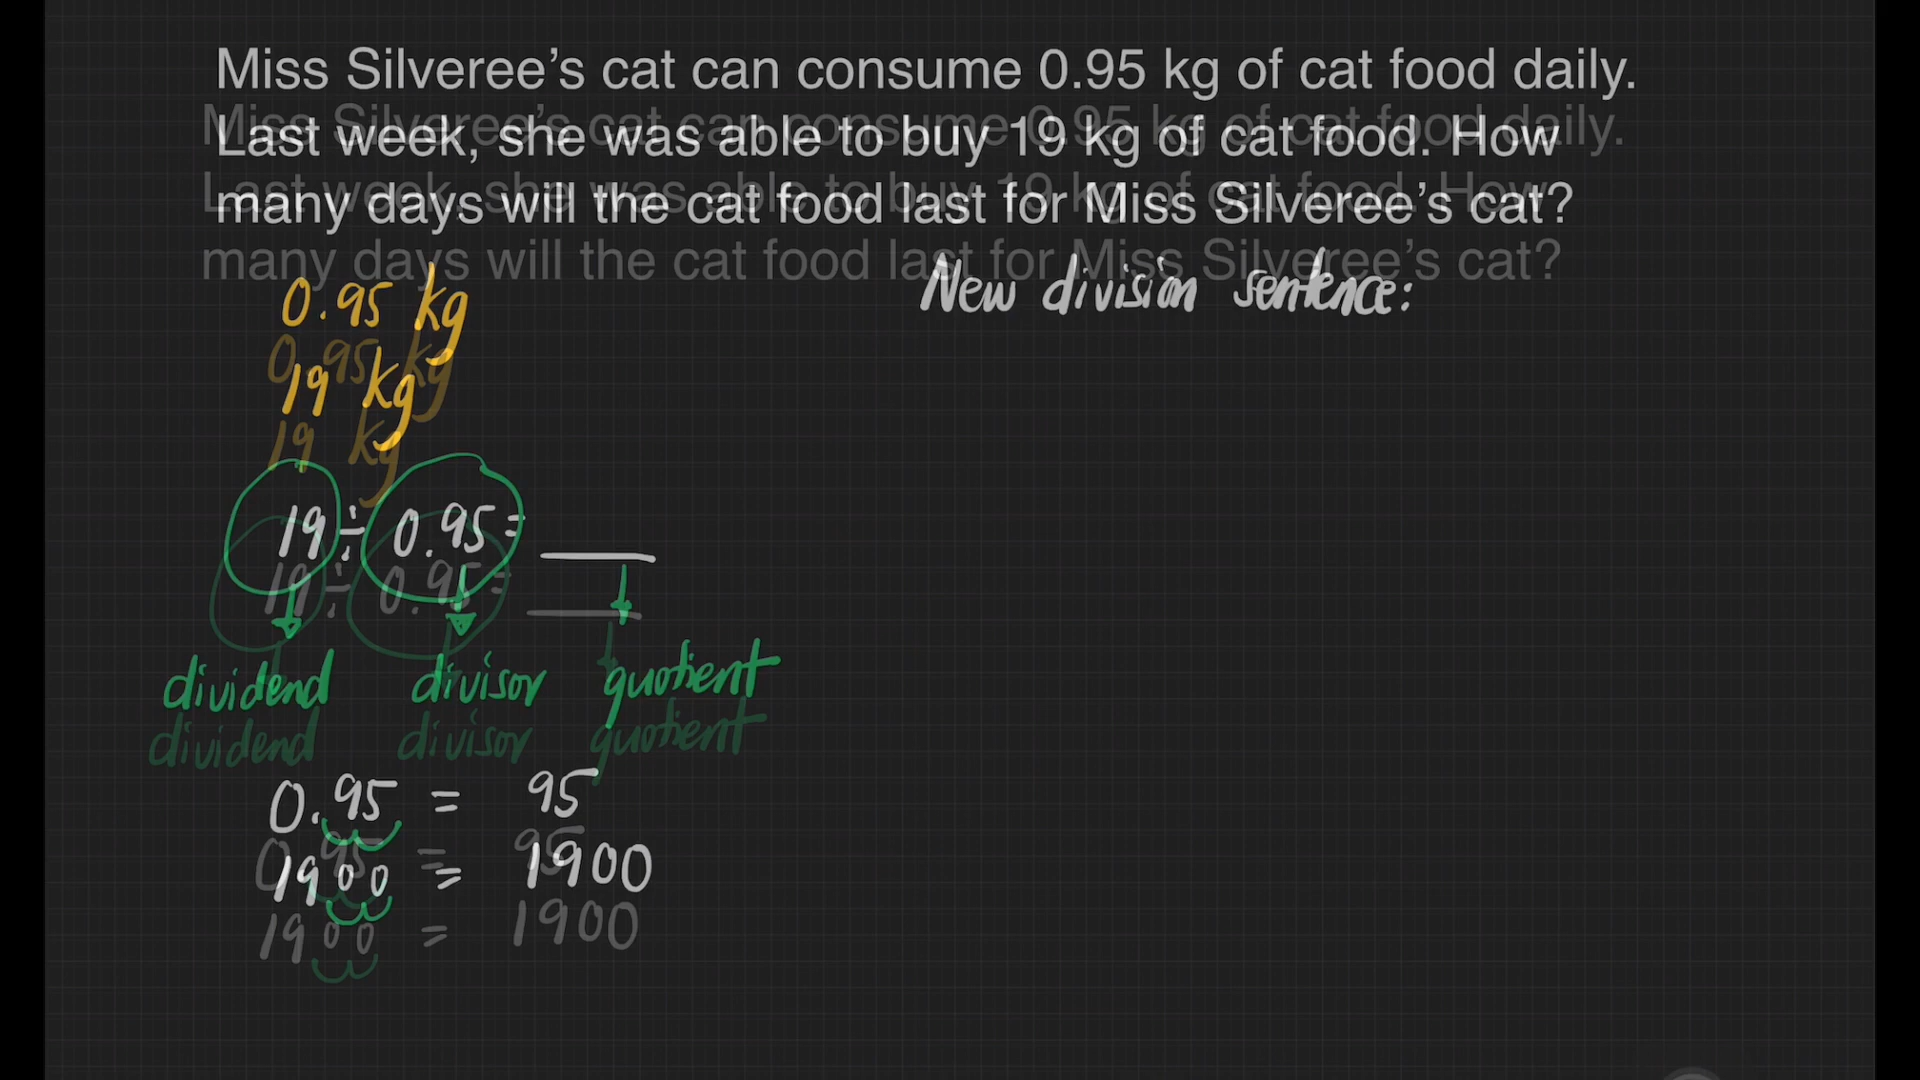 Miss Silveree’s cat can consume 0.95 kg of cat food daily.
Last week, she was able to buy 19 kg of cat food. How
many days will the cat food last for Miss Silveree’s cat?
0.95 kg
19 kg
19 ÷ 0.95 = ____
dividend divisor quotient
0.95 = 95
1900 = 1900
New division sentence: